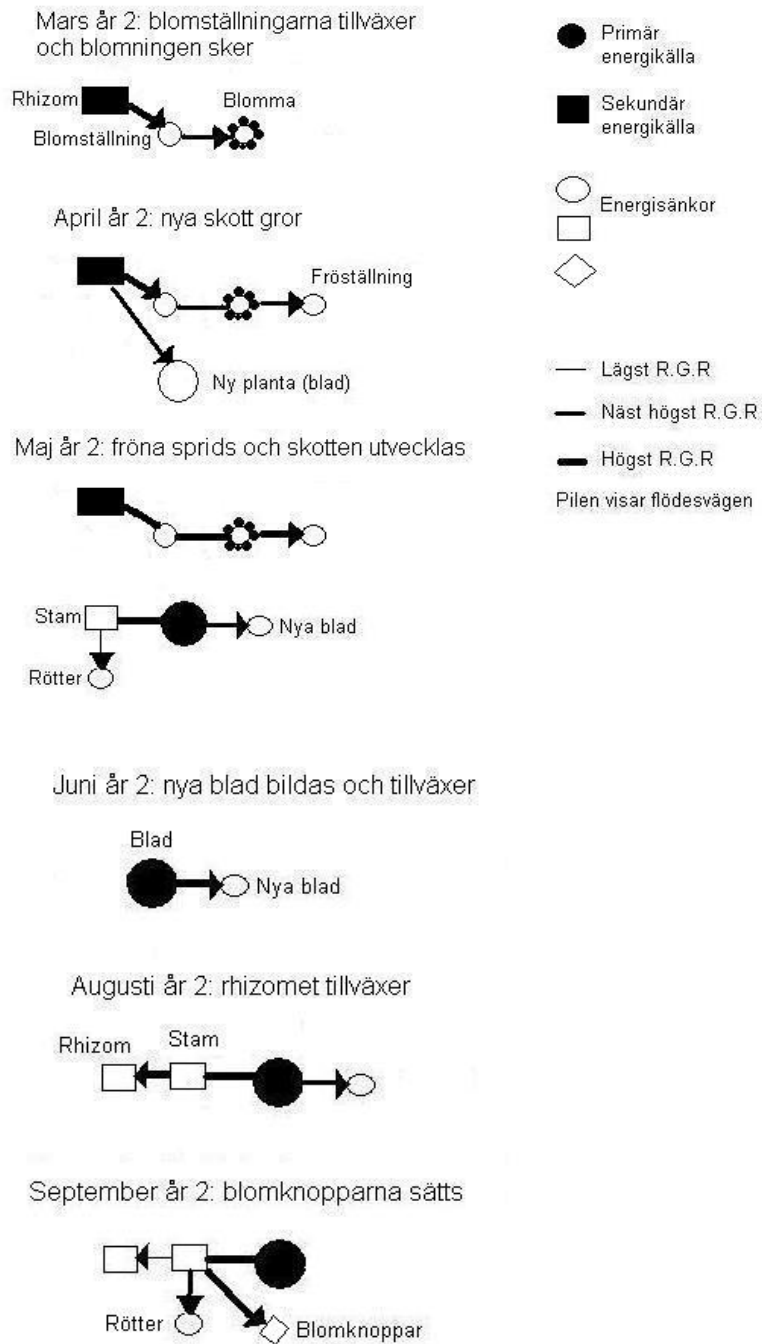 Mars år 2: blomställningarna tillväxer
och blomningen sker
Rhizom
Blomma
Blomställning
April år 2: nya skott gror
Fröställning
Ny planta (blad)
Maj år 2: fröna sprids och skotten utvecklas
Stam
Nya blad
Rötter
Juni år 2: nya blad bildas och tillväxer
Blad
Nya blad
Augusti år 2: rhizomet tillväxer
Rhizom
Stam
September år 2: blomknopparna sätts
Rötter
Blomknoppar
Primär
energikälla
Sekundär
energikälla
Energisänkor
Lägst R.G.R
Näst högst R.G.R
Högst R.G.R
Pilen visar flödesvägen